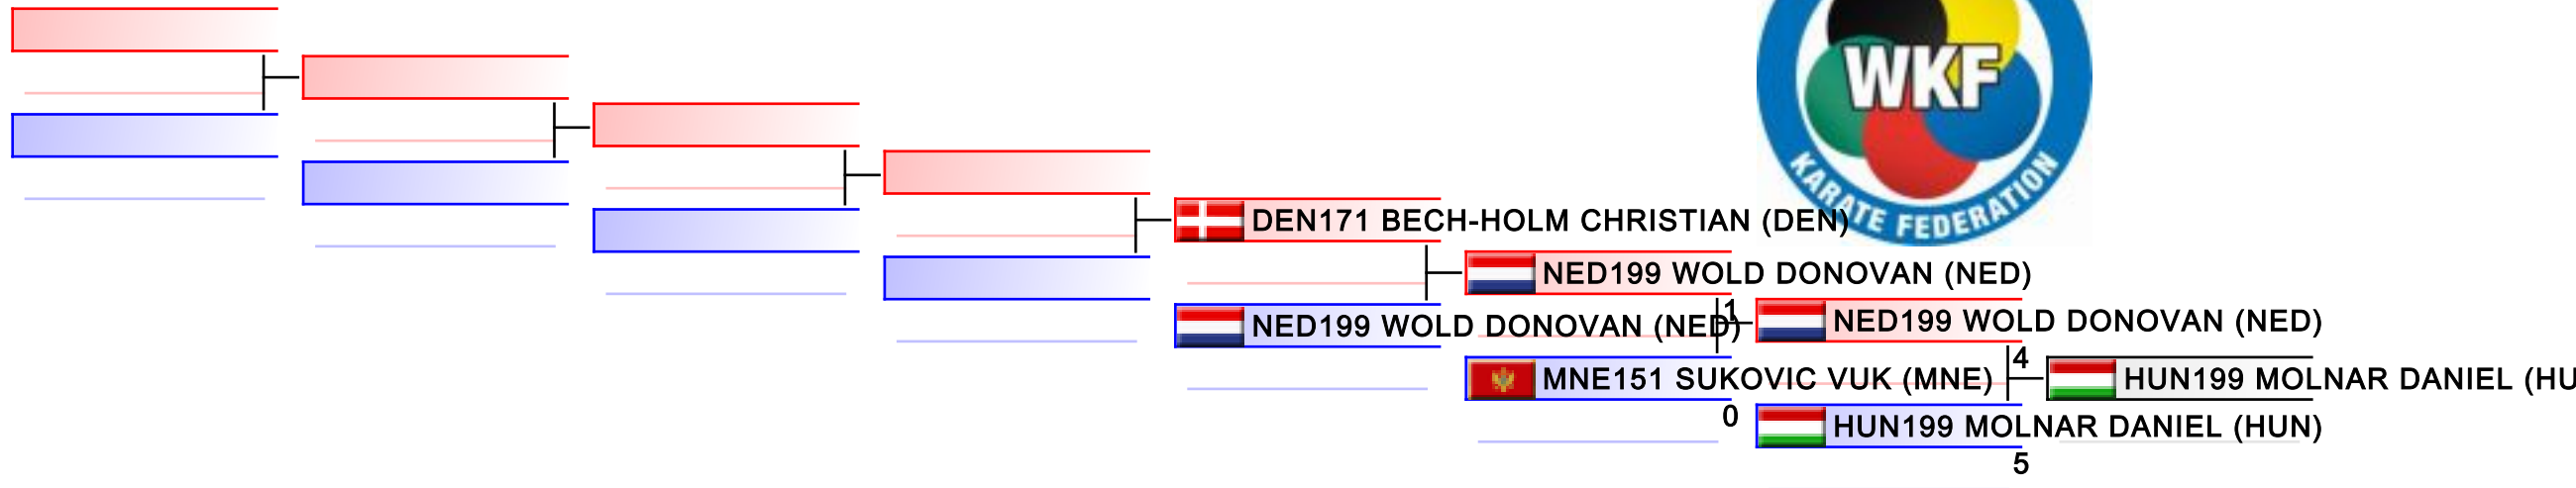 WKF
KARATE FEDERATION
DEN171 BECH-HOLM CHRISTIAN (DEN)
NED199 WOLD DONOVAN (NED)
1
NED199 WOLD DONOVAN (NED)
NED199 WOLD DONOVAN (NED)
4
MNE151 SUKOVIC VUK (MNE)
HUN199 MOLNAR DANIEL (HU
0
HUN199 MOLNAR DANIEL (HUN)
5